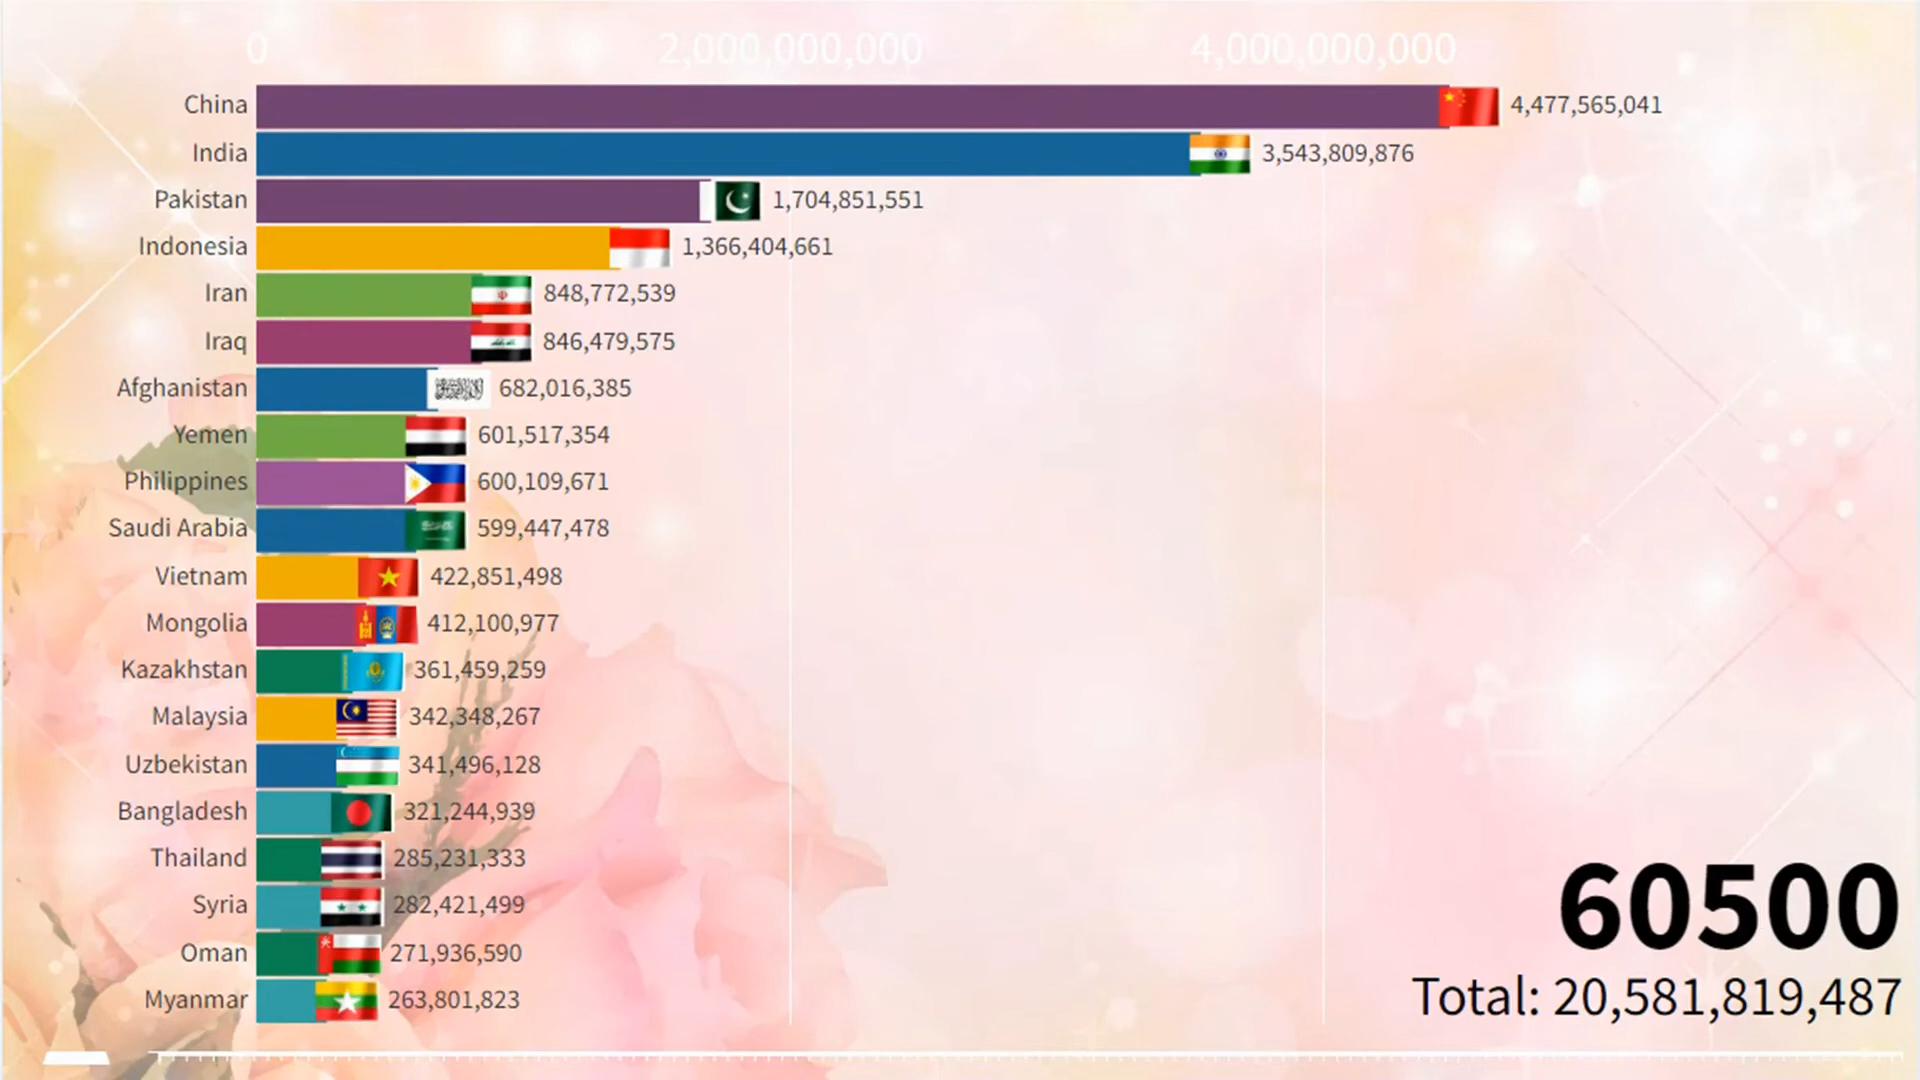 0 2,000,000,000 4,000,000,000
China 4,477,565,041
India 3,543,809,876
Pakistan 1,704,851,551
Indonesia 1,366,404,661
Iran 848,772,539
Iraq 846,479,575
Afghanistan 682,016,385
Yemen 601,517,354
Philippines 600,109,671
Saudi Arabia 599,447,478
Vietnam 422,851,498
Mongolia 412,100,977
Kazakhstan 361,459,259
Malaysia 342,348,267
Uzbekistan 341,496,128
Bangladesh 321,244,939
Thailand 285,231,333
Syria 282,421,499
Oman 271,936,590
Myanmar 263,801,823
60500
Total: 20,581,819,487